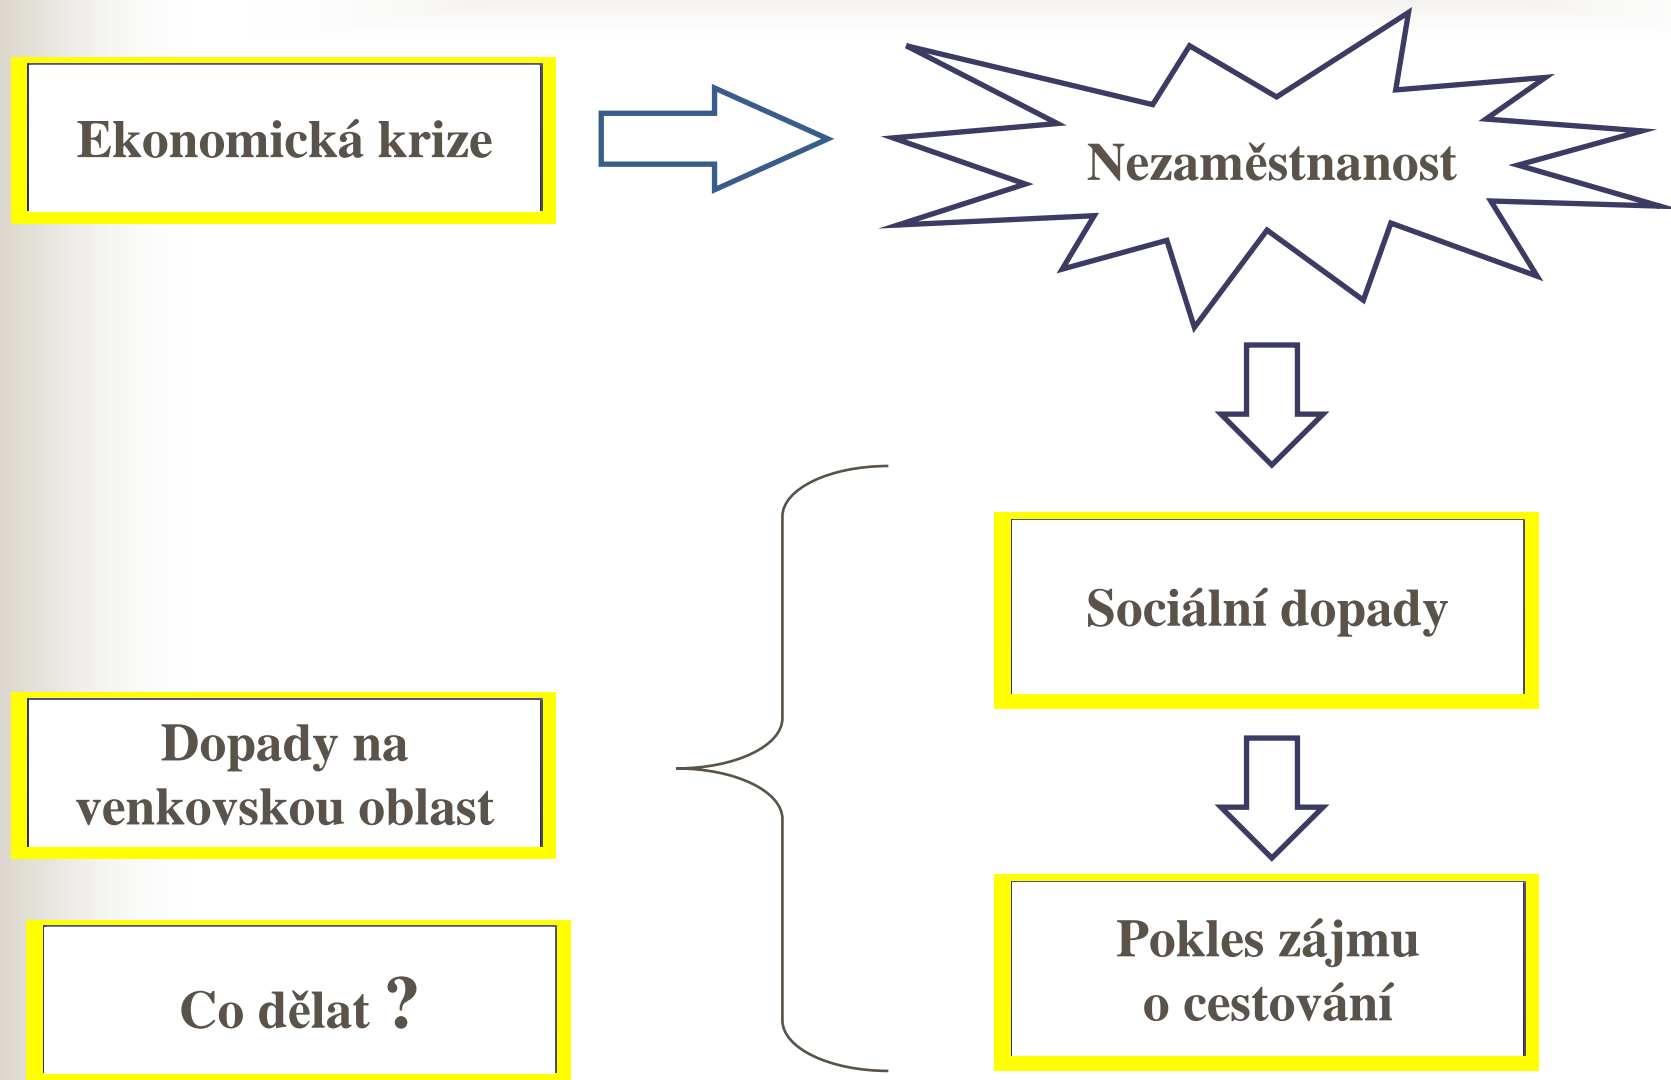 Ekonomická krize
Nezaměstnanost
Sociální dopady
Dopady na
venkovskou oblast
Pokles zájmu
o cestování
Co dělat ?